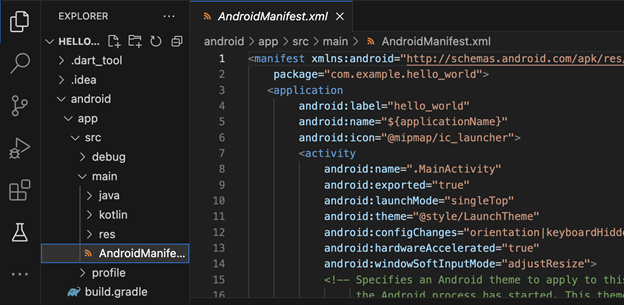 EXPLORER
HELLO...
.dart_tool
.idea
android
app
src
debug
main
java
kotlin
res
AndroidManife...
profile
build.gradle
AndroidManifest.xml
android > app > src > main > AndroidManifest.xml
1 <manifest xmlns:android="http://schemas.android.com/apk/res/
2 package="com.example.hello_world">
3 <application
4 android:label="hello_world"
5 android:name="${applicationName}"
6 android:icon="@mipmap/ic_launcher">
7 <activity
8 android:name=".MainActivity"
9 android:exported="true"
10 android:launchMode="singleTop"
11 android:theme="@style/LaunchTheme"
12 android:configChanges="orientation|keyboardHidde
13 android:hardwareAccelerated="true"
14 android:windowSoftInputMode="adjustResize">
15 <!-- Specifies an Android theme to apply to this
16 the Android process has started. This theme